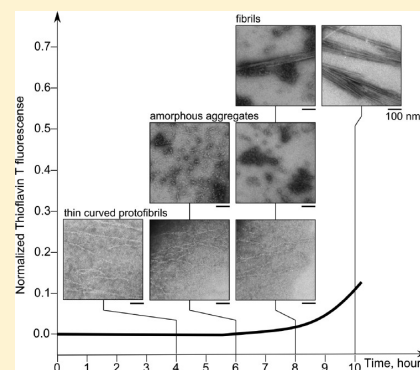 fibrils
100 nm
amorphous aggregates
thin curved protofibrils
Normalized Thioflavin T fluorescense
0.7
0.6
0.5
0.4
0.3
0.2
0.1
0.0
0 1 2 3 4 5 6 7 8 9 10 Time, hour